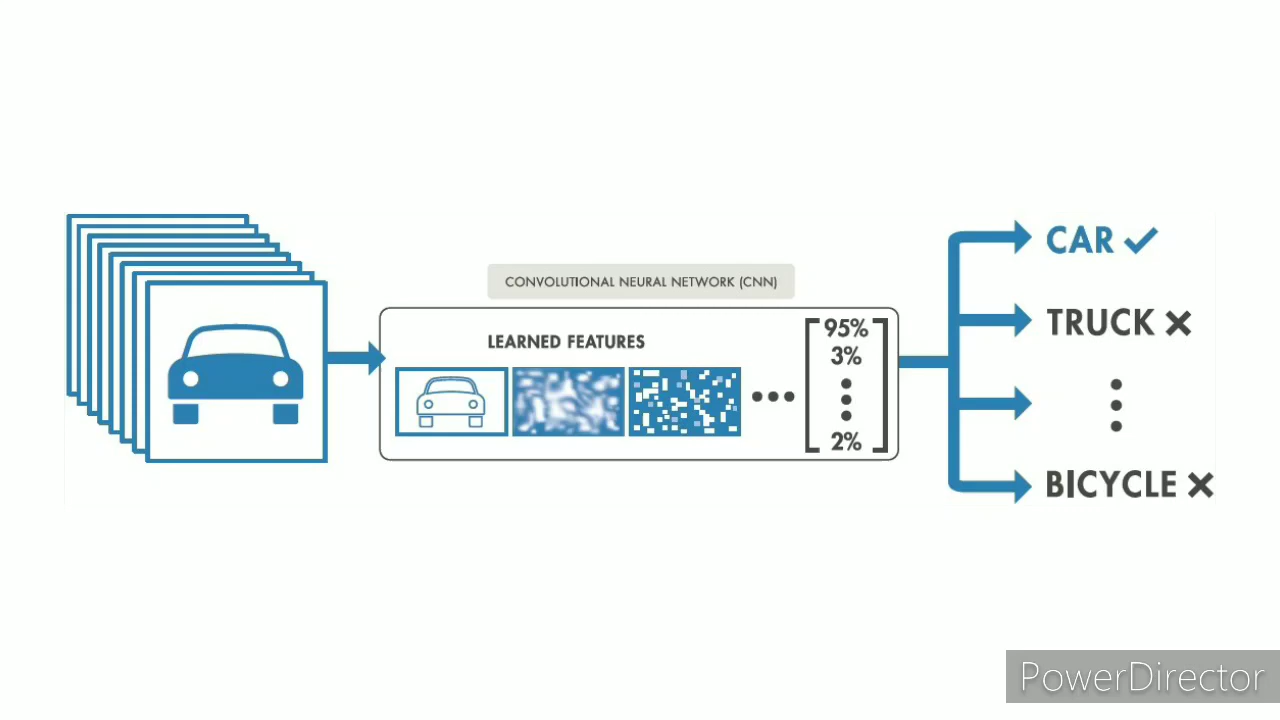 CONVOLUTIONAL NEURAL NETWORK (CNN)
LEARNED FEATURES
95%
3%
2%
CAR
TRUCK
BICYCLE
PowerDirector